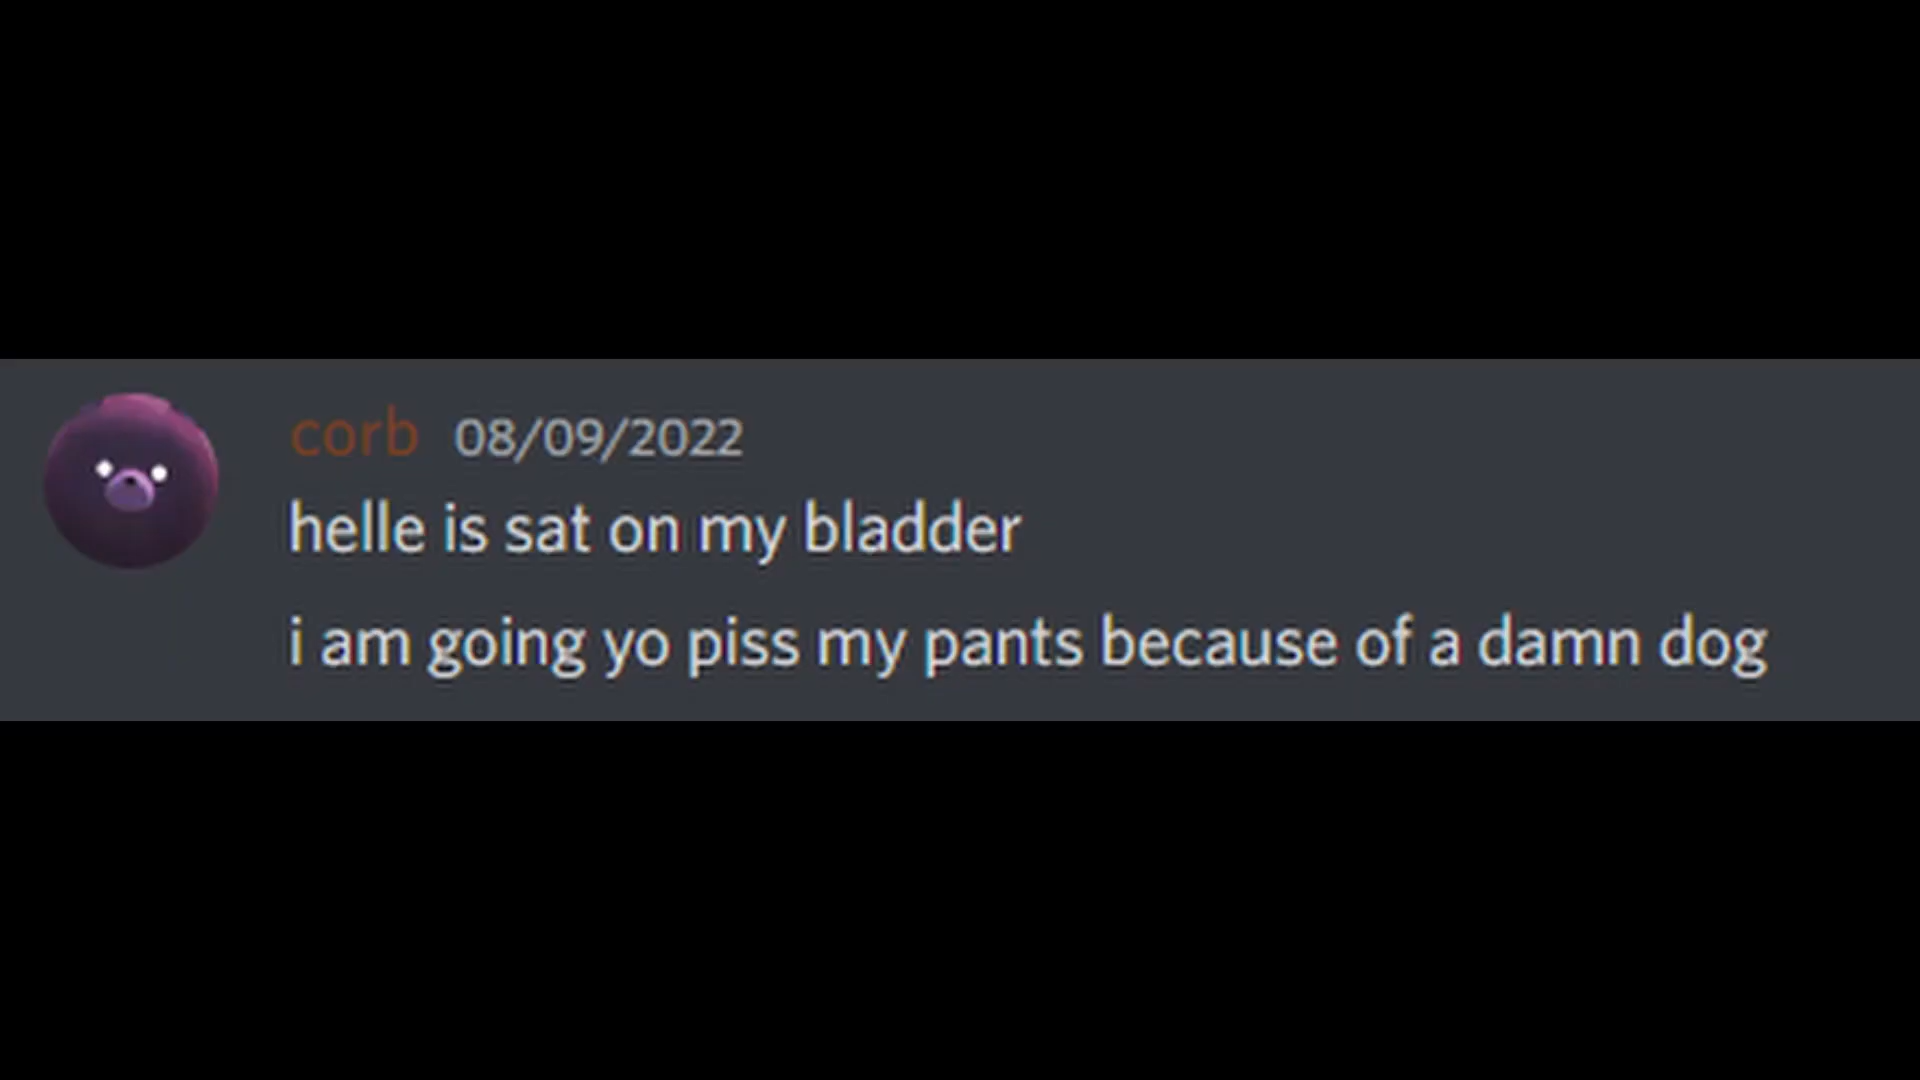 corb 08/09/2022
helle is sat on my bladder
i am going yo piss my pants because of a damn dog